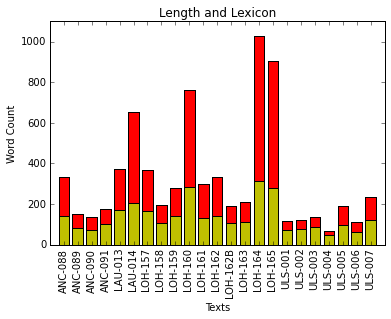 Length and Lexicon
Word Count
1000
800
600
400
200
0
ANC-088
ANC-089
ANC-090
ANC-091
LAU-013
LAU-014
LOH-157
LOH-158
LOH-159
LOH-160
LOH-161
LOH-162
LOH-162B
LOH-163
LOH-164
LOH-165
ULS-001
ULS-002
ULS-003
ULS-004
ULS-005
ULS-006
ULS-007
Texts